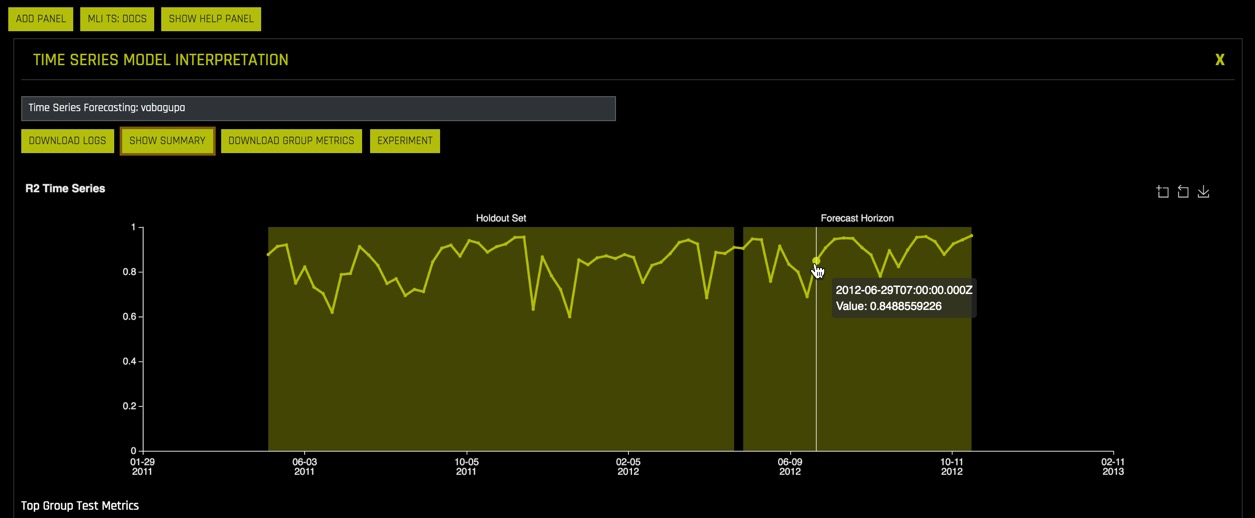 ADD PANEL MLI TS: DOCS SHOW HELP PANEL
TIME SERIES MODEL INTERPRETATION X
Time Series Forecasting: vabagupa
DOWNLOAD LOGS SHOW SUMMARY DOWNLOAD GROUP METRICS EXPERIMENT
R2 Time Series
Holdout Set Forecast Horizon
1
0.8
2012-06-29T07:00:00.000Z
Value: 0.8488559226
0.6
0.4
0.2
0
01-29 06-03 10-05 02-05 06-09 10-11 02-11
2011 2011 2011 2012 2012 2012 2013
Top Group Test Metrics